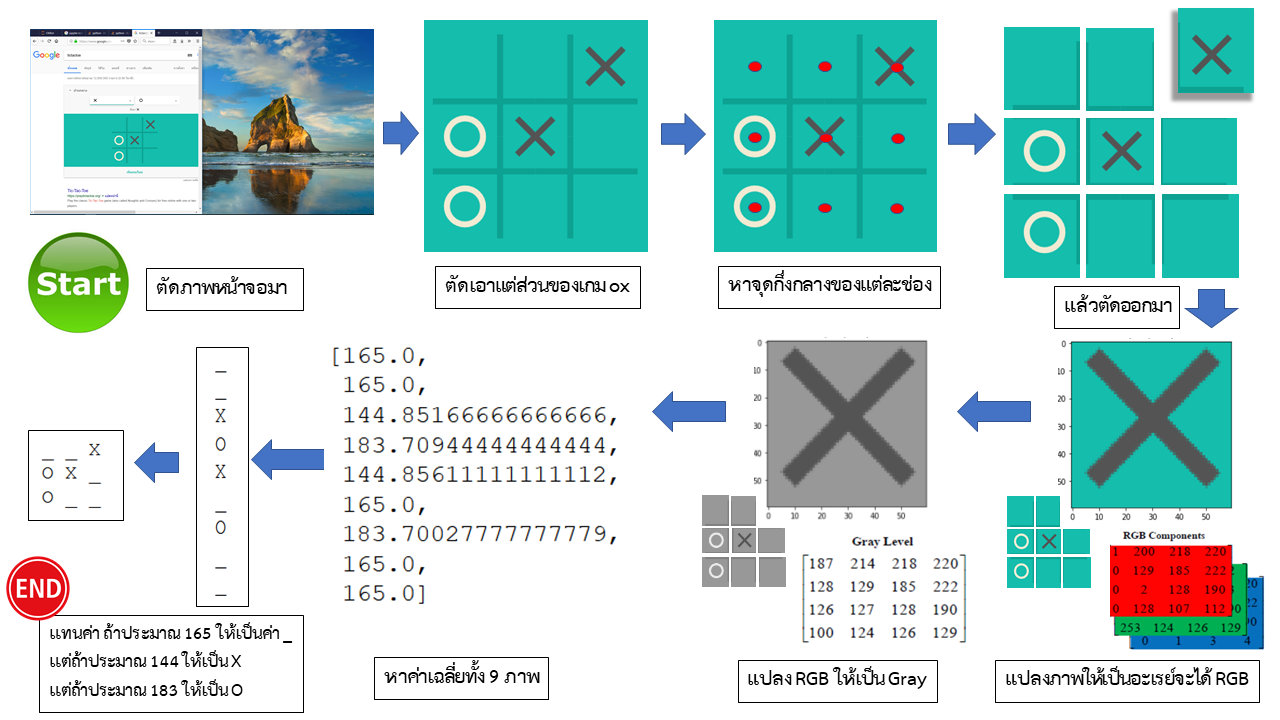 Google
Tic-Tac-Toe
Start
ตัดภาพหน้าจอมา
ตัดเอาแต่ส่วนของเกม ox
หาจุดกึ่งกลางของแต่ละช่อง
แล้วตัดออกมา
0
10
20
30
40
50
0 10 20 30 40 50
RGB Components
1 200 218 220
0 129 185 222
0 2 128 190
0 128 107 112
253 124 126 129
0 1 3 4
แปลงภาพให้เป็นอะเรย์จะได้ RGB
0
10
20
30
40
50
0 10 20 30 40 50
Gray Level
187 214 218 220
128 129 185 222
126 127 128 190
100 124 126 129
แปลง RGB ให้เป็น Gray
[165.0,
165.0,
144.85166666666666,
183.70944444444444,
144.85611111111112,
165.0,
183.70027777777779,
165.0,
165.0]
หาค่าเฉลี่ยทั้ง 9 ภาพ
_
_
X
O
X
_
O
_
_
_ _ X
O X _
O _ _
END
แทนค่า ถ้าประมาณ 165 ให้เป็นค่า _
แต่ถ้าประมาณ 144 ให้เป็น X
แต่ถ้าประมาณ 183 ให้เป็น O